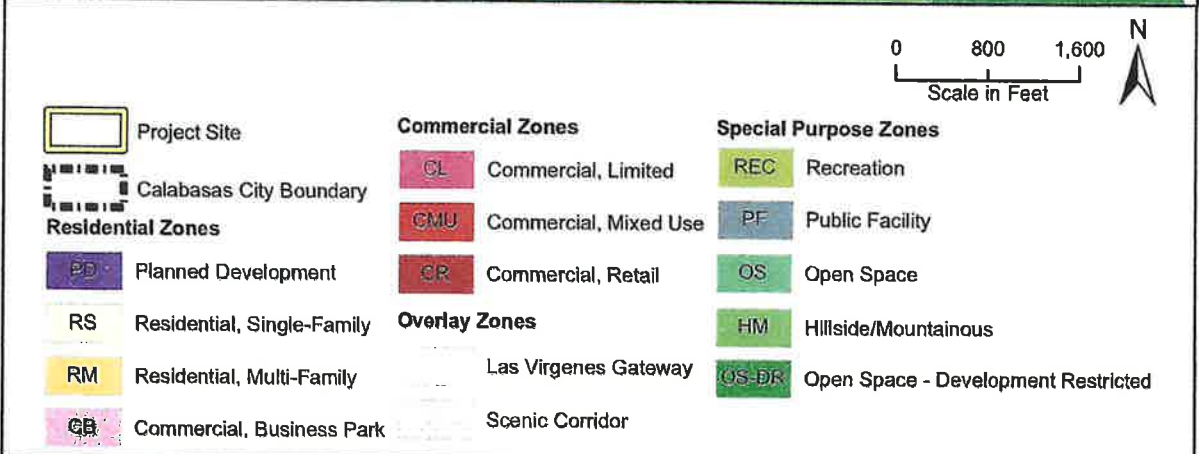 N
0 800 1,600
Scale in Feet
Project Site
Calabasas City Boundary
Residential Zones
PD Planned Development
RS Residential, Single-Family
RM Residential, Multi-Family
CB Commercial, Business Park
Commercial Zones
CL Commercial, Limited
CMU Commercial, Mixed Use
CR Commercial, Retail
Overlay Zones
Las Virgenes Gateway
Scenic Corridor
Special Purpose Zones
REC Recreation
PF Public Facility
OS Open Space
HM Hillside/Mountainous
OS-DR Open Space - Development Restricted